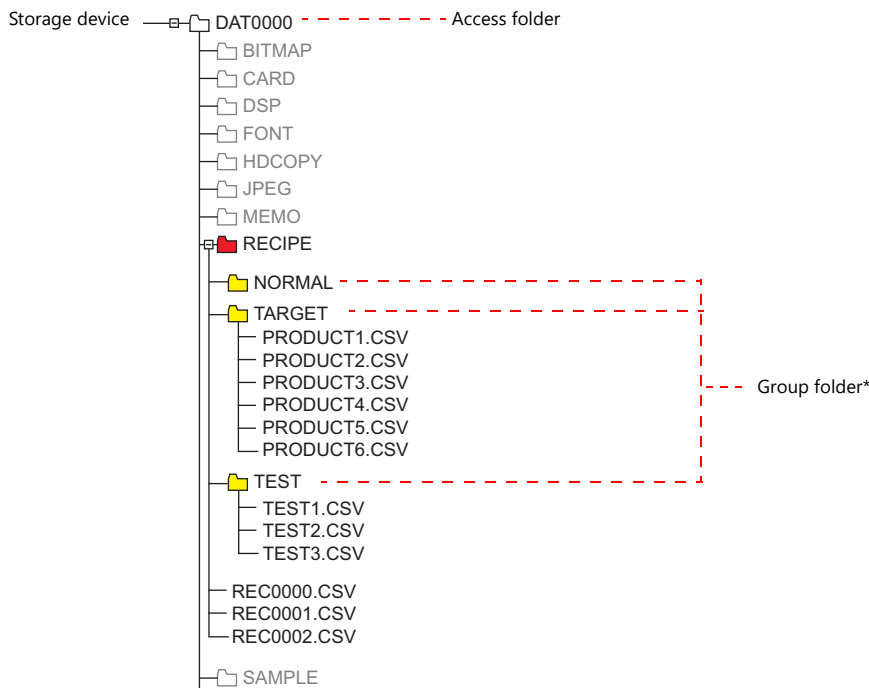 Storage device DAT0000 Access folder
BITMAP
CARD
DSP
FONT
HDCOPY
JPEG
MEMO
RECIPE
NORMAL
TARGET
PRODUCT1.CSV
PRODUCT2.CSV
PRODUCT3.CSV
PRODUCT4.CSV
Group folder*
PRODUCT5.CSV
PRODUCT6.CSV
TEST
TEST1.CSV
TEST2.CSV
TEST3.CSV
REC0000.CSV
REC0001.CSV
REC0002.CSV
SAMPLE